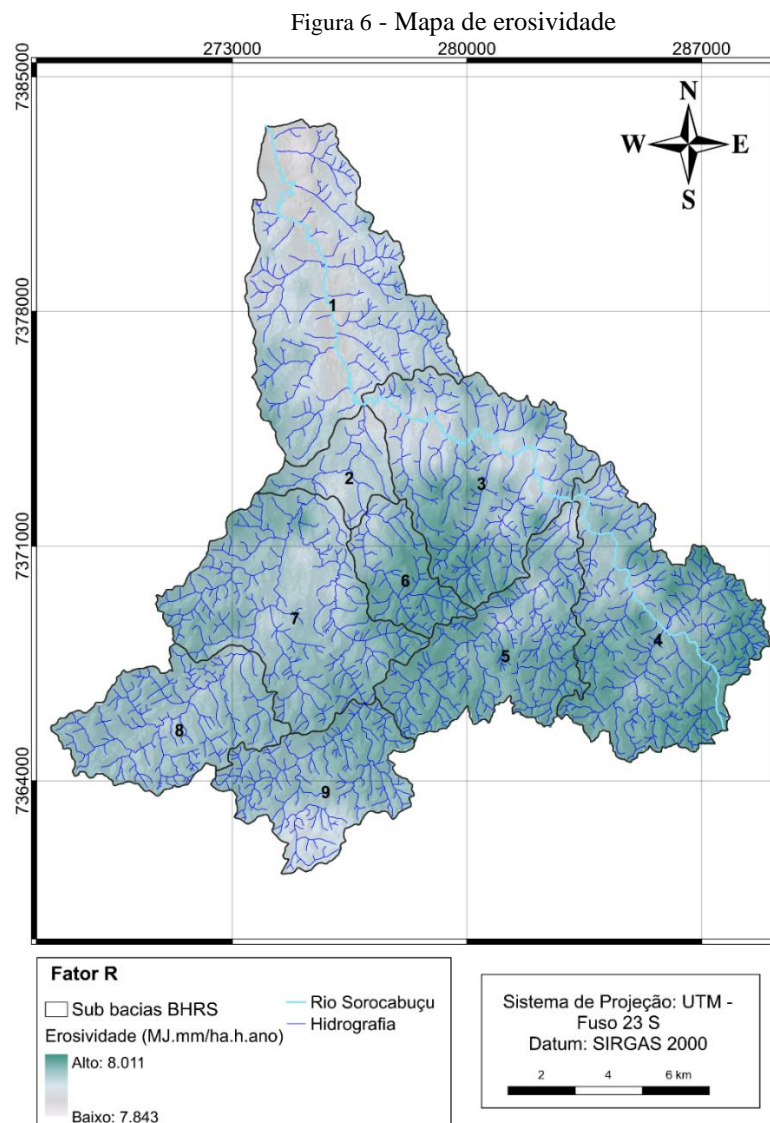 Figura 6 - Mapa de erosividade
273000 280000 287000
7385000
N
W E
S
7378000
1
2
3
7371000
6
7
4
5
8
7364000
9
Fator R
Sub bacias BHRS
Rio Sorocabuçu
Hidrografia
Erosividade (MJ.mm/ha.h.ano)
Alto: 8.011
Baixo: 7.843
Sistema de Projeção: UTM -
Fuso 23 S
Datum: SIRGAS 2000
2 4 6 km